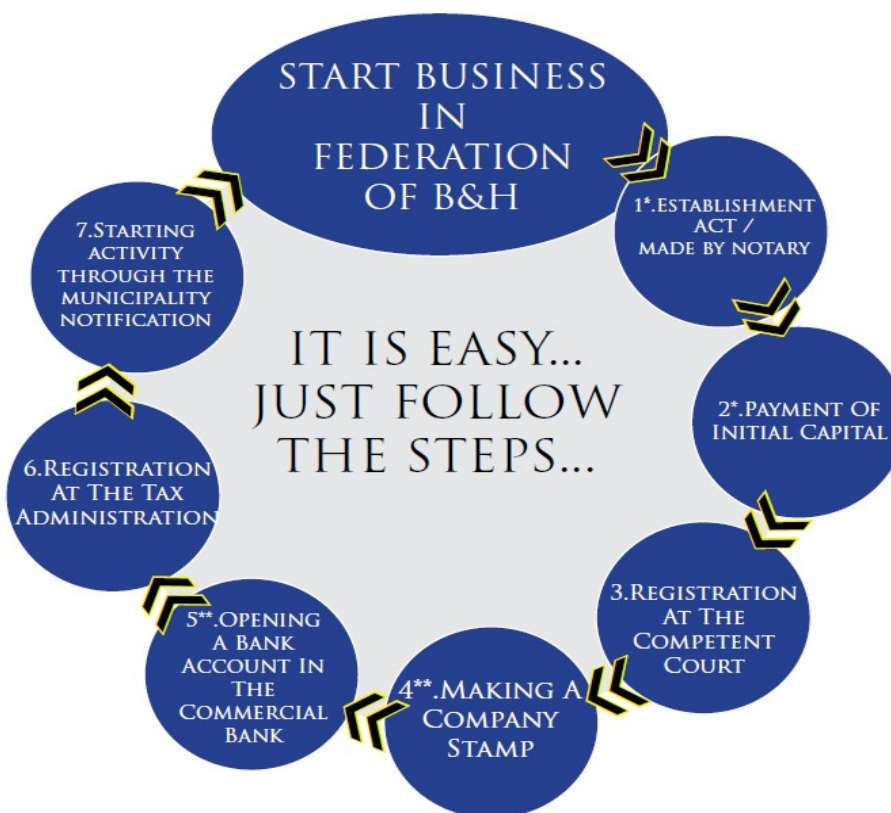 START BUSINESS
IN
FEDERATION
OF B&H
1*.ESTABLISHMENT
ACT /
MADE BY NOTARY
2*.PAYMENT OF
INITIAL CAPITAL
3.REGISTRATION
AT THE
COMPETENT
COURT
4**.MAKING A
COMPANY
STAMP
5**.OPENING
A BANK
ACCOUNT IN
THE
COMMERCIAL
BANK
6.REGISTRATION
AT THE TAX
ADMINISTRATION
7.STARTING
ACTIVITY
THROUGH THE
MUNICIPALITY
NOTIFICATION
IT IS EASY...
JUST FOLLOW
THE STEPS...